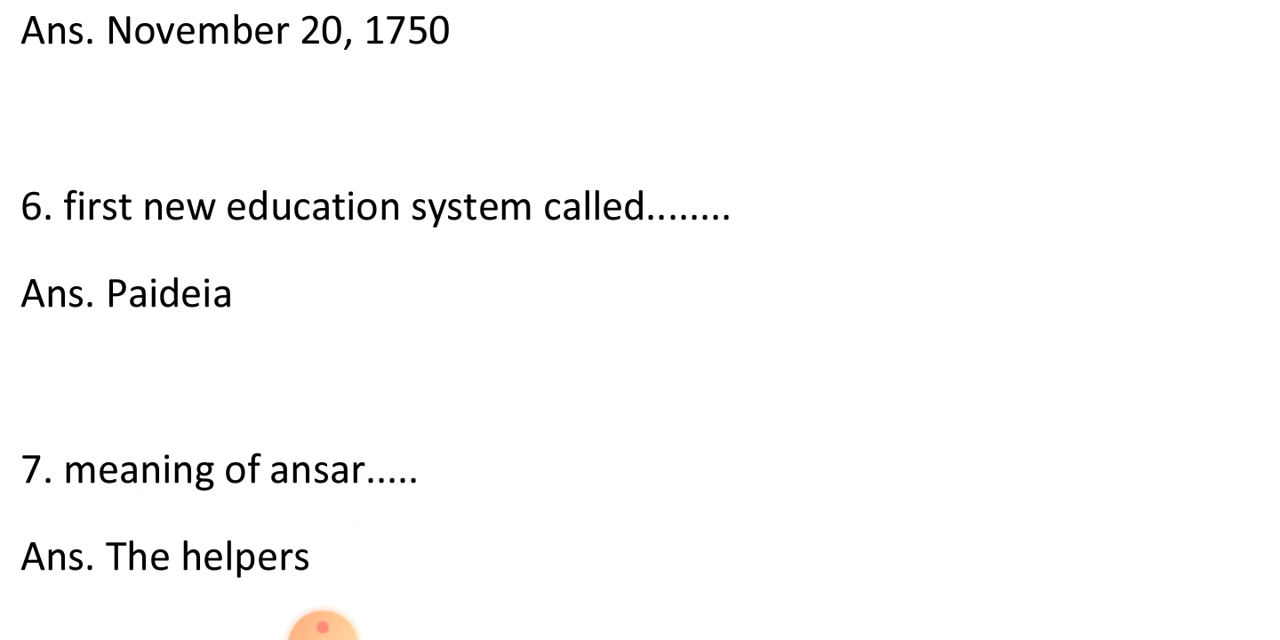 Ans. November 20, 1750
6. first new education system called........
Ans. Paideia
7. meaning of ansar.....
Ans. The helpers